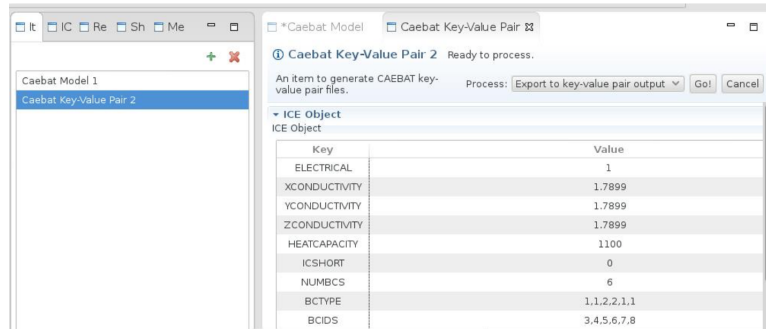 It
IC
Re
Sh
Me
*Caebat Model
Caebat Key-Value Pair
Caebat Key-Value Pair 2 Ready to process.
An item to generate CAEBAT key-
value pair files.
Process: Export to key-value pair output Go! Cancel
Caebat Model 1
Caebat Key-Value Pair 2
ICE Object
ICE Object
Key Value
ELECTRICAL 1
XCONDUCTIVITY 1.7899
YCONDUCTIVITY 1.7899
ZCONDUCTIVITY 1.7899
HEATCAPACITY 1100
ICSHORT 0
NUMBCS 6
BCTYPE 1,1,2,2,1,1
BCIDS 3,4,5,6,7,8